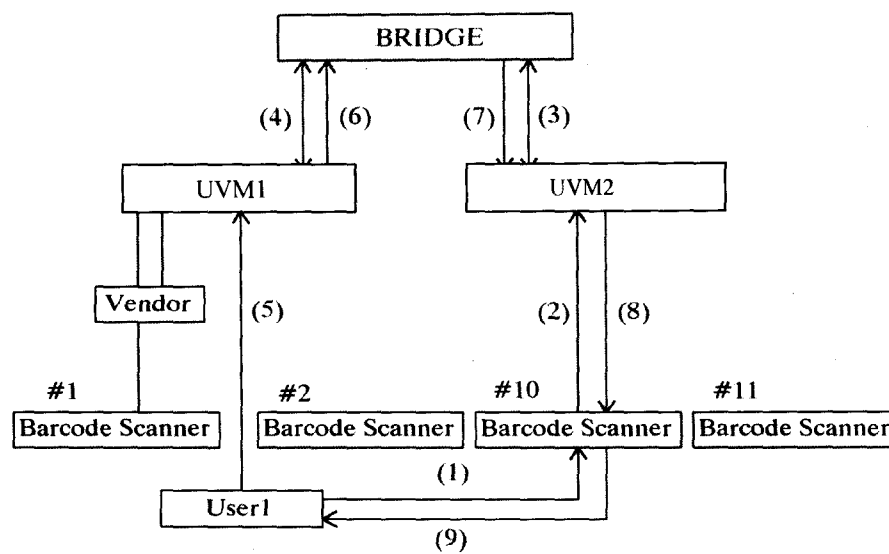 BRIDGE
(4)
(6)
(7)
(3)
UVM1
UVM2
Vendor
(5)
(2)
(8)
#1
#2
#10
#11
Barcode Scanner
Barcode Scanner
Barcode Scanner
Barcode Scanner
(1)
User1
(9)